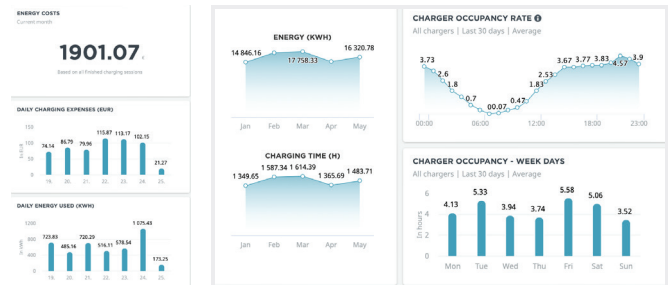 ENERGY COSTS
Current month
1901.07
Based on all finished charging sessions
DAILY CHARGING EXPENSES (EUR)
150
100
50
0
In EUR
74.14 86.79 79.96 115.87 113.17 102.15 21.27
19. 20. 21. 22. 23. 24. 25.
DAILY ENERGY USED (KWH)
1200
800
400
0
In kWh
723.83 485.16 720.29 516.11 578.54 1 075.43 173.25
19. 20. 21. 22. 23. 24. 25.
ENERGY (KWH)
14 846.16 17 758.33 16 320.78
Jan Feb Mar Apr May
CHARGING TIME (H)
1 349.65 1 587.34 1 614.39 1 365.69 1 483.71
Jan Feb Mar Apr May
CHARGER OCCUPANCY RATE
All chargers | Last 30 days | Average
3.73 2.6 1.8 0.7 00.07 0.47 1.83 2.53 3.67 3.77 3.83 4.57 3.9
00:00 06:00 12:00 18:00 23:00
CHARGER OCCUPANCY - WEEK DAYS
All chargers | Last 30 days | Average
6
4
2
0
In hours
4.13 5.33 3.94 3.74 5.58 5.06 3.52
Mon Tue Wed Thu Fri Sat Sun